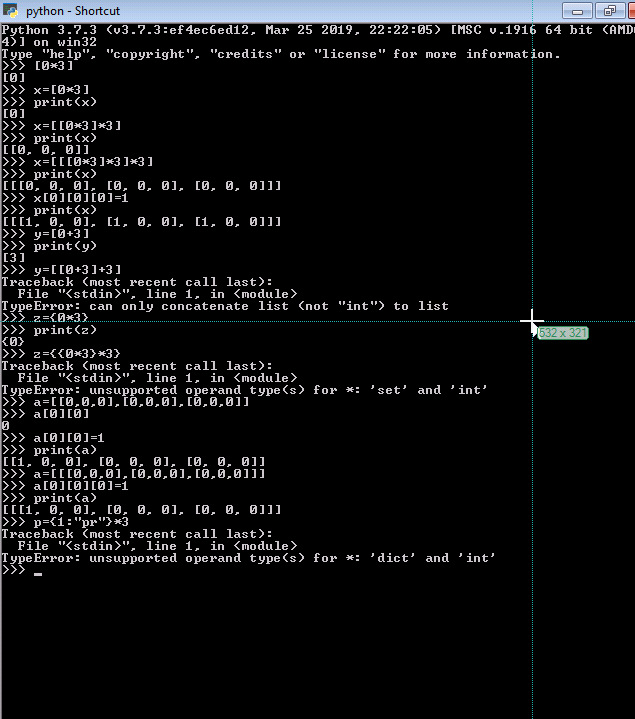 python - Shortcut
Python 3.7.3 (v3.7.3:ef4ec6ed12, Mar 25 2019, 22:22:05) [MSC v.1916 64 bit (AMD6
4)] on win32
Type "help", "copyright", "credits" or "license" for more information.
>>> [0*3]
[0]
>>> x=[0*3]
>>> print(x)
[0]
>>> x=[[0*3]*3]
>>> print(x)
[[0, 0, 0]]
>>> x=[[[0*3]*3]*3]
>>> print(x)
[[[0, 0, 0], [0, 0, 0], [0, 0, 0]]]
>>> x[0][0][0]=1
>>> print(x)
[[[1, 0, 0], [1, 0, 0], [1, 0, 0]]]
>>> y=[0+3]
>>> print(y)
[3]
>>> y=[[0+3]+3]
Traceback (most recent call last):
  File "<stdin>", line 1, in <module>
TypeError: can only concatenate list (not "int") to list
>>> z={0*3}
>>> print(z)
{0}
>>> z={{0*3}*3}
Traceback (most recent call last):
  File "<stdin>", line 1, in <module>
TypeError: unsupported operand type(s) for *: 'set' and 'int'
>>> a=[[0,0,0],[0,0,0],[0,0,0]]
>>> a[0][0]
0
>>> a[0][0]=1
>>> print(a)
[[1, 0, 0], [0, 0, 0], [0, 0, 0]]
>>> a=[[[0,0,0],[0,0,0],[0,0,0]]]
>>> a[0][0][0]=1
>>> print(a)
[[[1, 0, 0], [0, 0, 0], [0, 0, 0]]]
>>> p={1:"pr"}*3
Traceback (most recent call last):
  File "<stdin>", line 1, in <module>
TypeError: unsupported operand type(s) for *: 'dict' and 'int'
>>> _
532 x 321